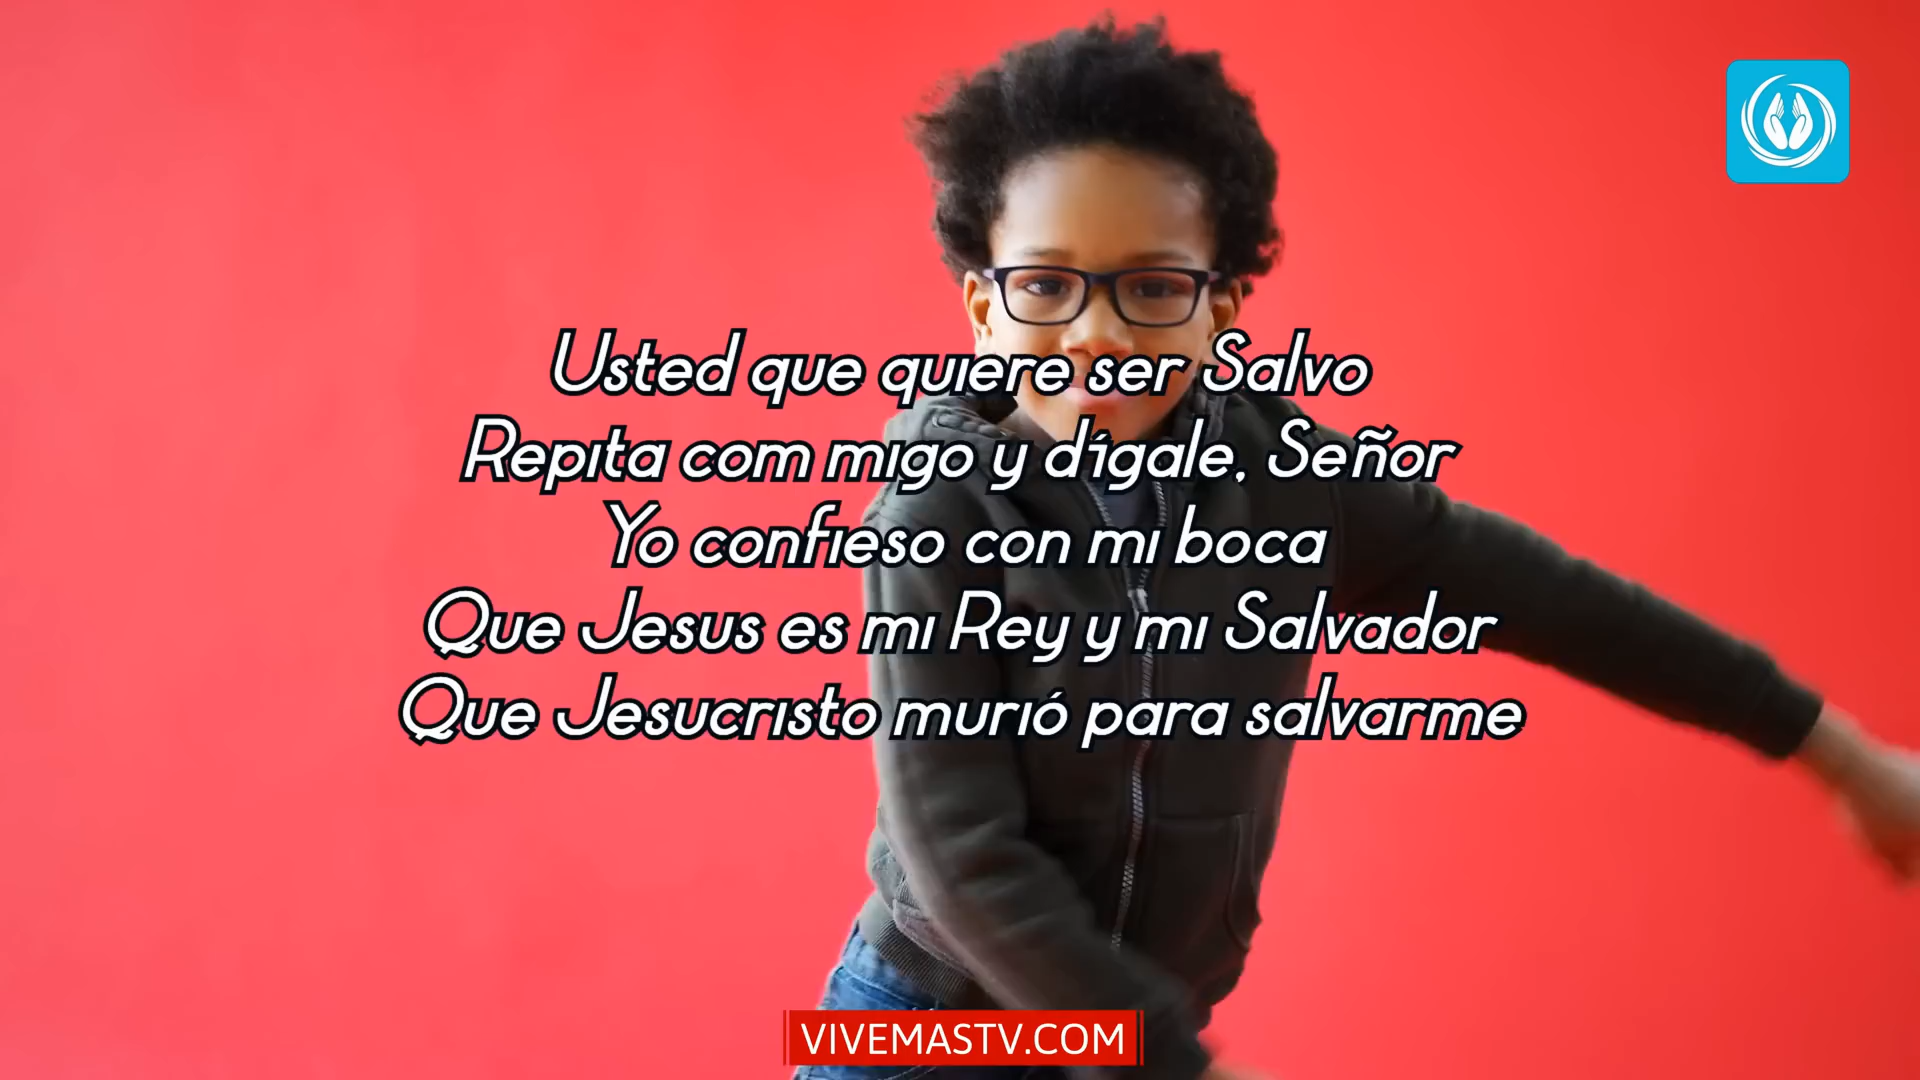 Usted que quiere ser Salvo
Repita com migo y dígale, Señor
Yo confieso con mi boca
Que Jesus es mi Rey y mi Salvador
Que Jesucristo murió para salvarme
VIVEMASTV.COM